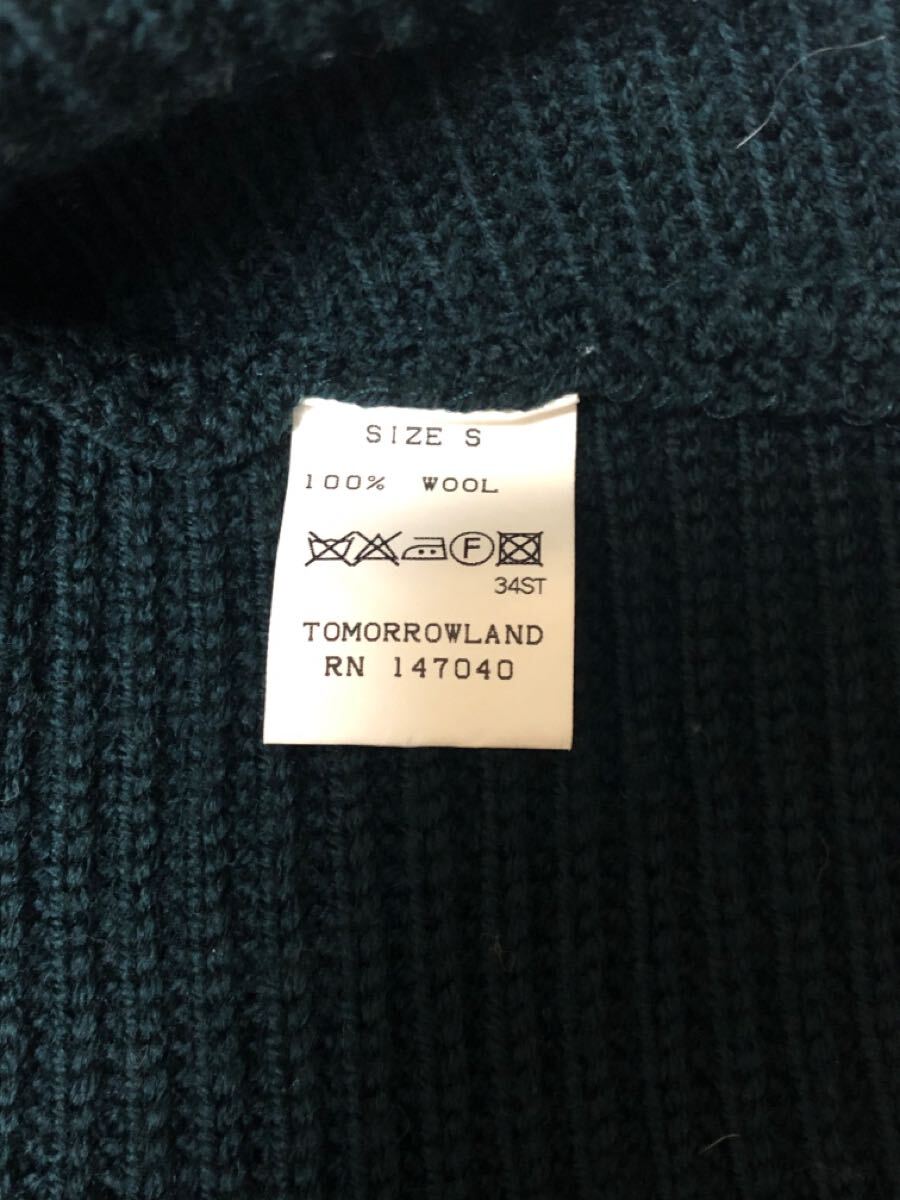 SIZE S
100% WOOL
F
34ST
TOMORROWLAND
RN 147040